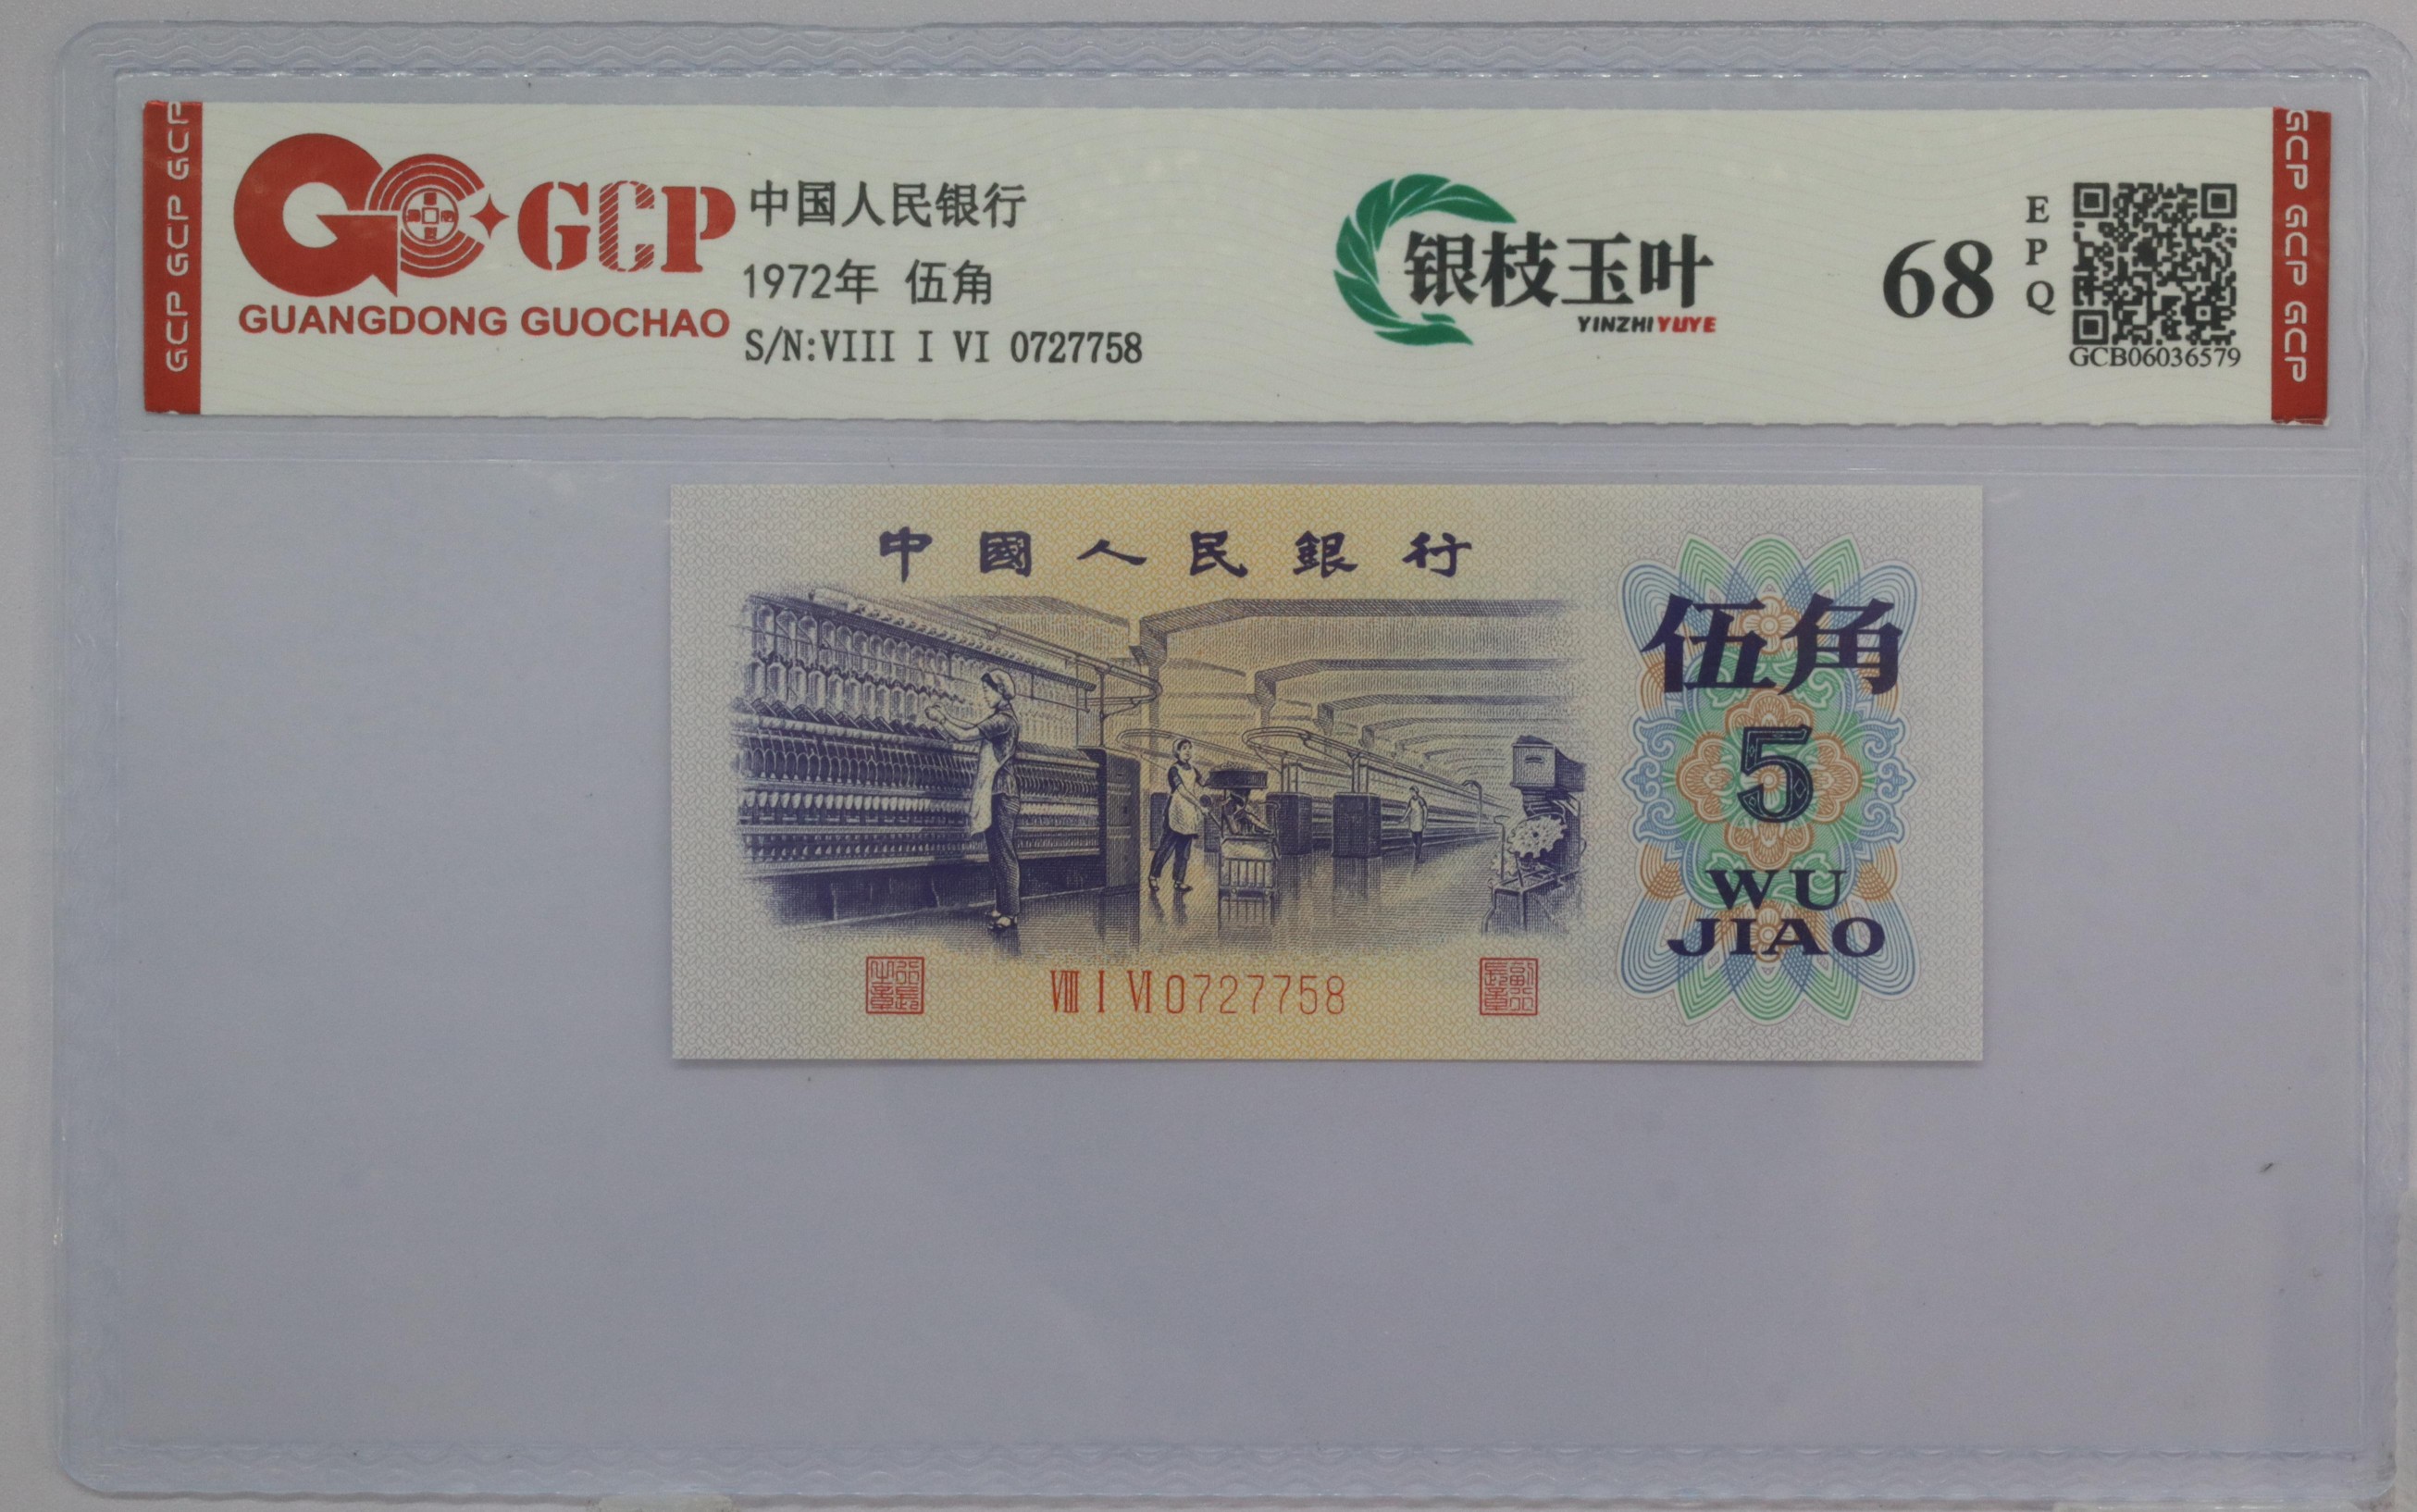 GCP GCP GCP
GCP
GUANGDONG GUOCHAO
中国人民银行
1972年 伍角
S/N:VIII I VI 0727758
银枝玉叶
YINZHIYUYE
68
EPQ
GCB06036579
GCP GCP GCP
中國人民銀行
伍角
5
WU
JIAO
VIII I VI 0727758